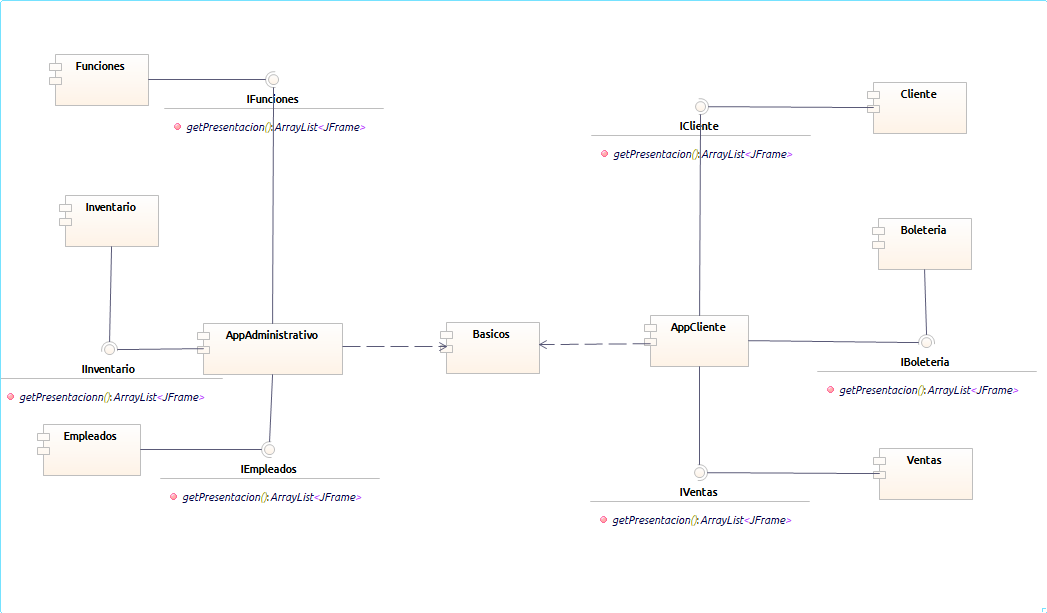 Funciones
IFunciones
getPresentacion():ArrayList<JFrame>
Inventario
IInventario
getPresentacionn():ArrayList<JFrame>
AppAdministrativo
Empleados
IEmpleados
getPresentacion():ArrayList<JFrame>
Basicos
Cliente
ICliente
getPresentacion():ArrayList<JFrame>
Boleteria
IBoleteria
getPresentacion():ArrayList<JFrame>
AppCliente
Ventas
IVentas
getPresentacion():ArrayList<JFrame>